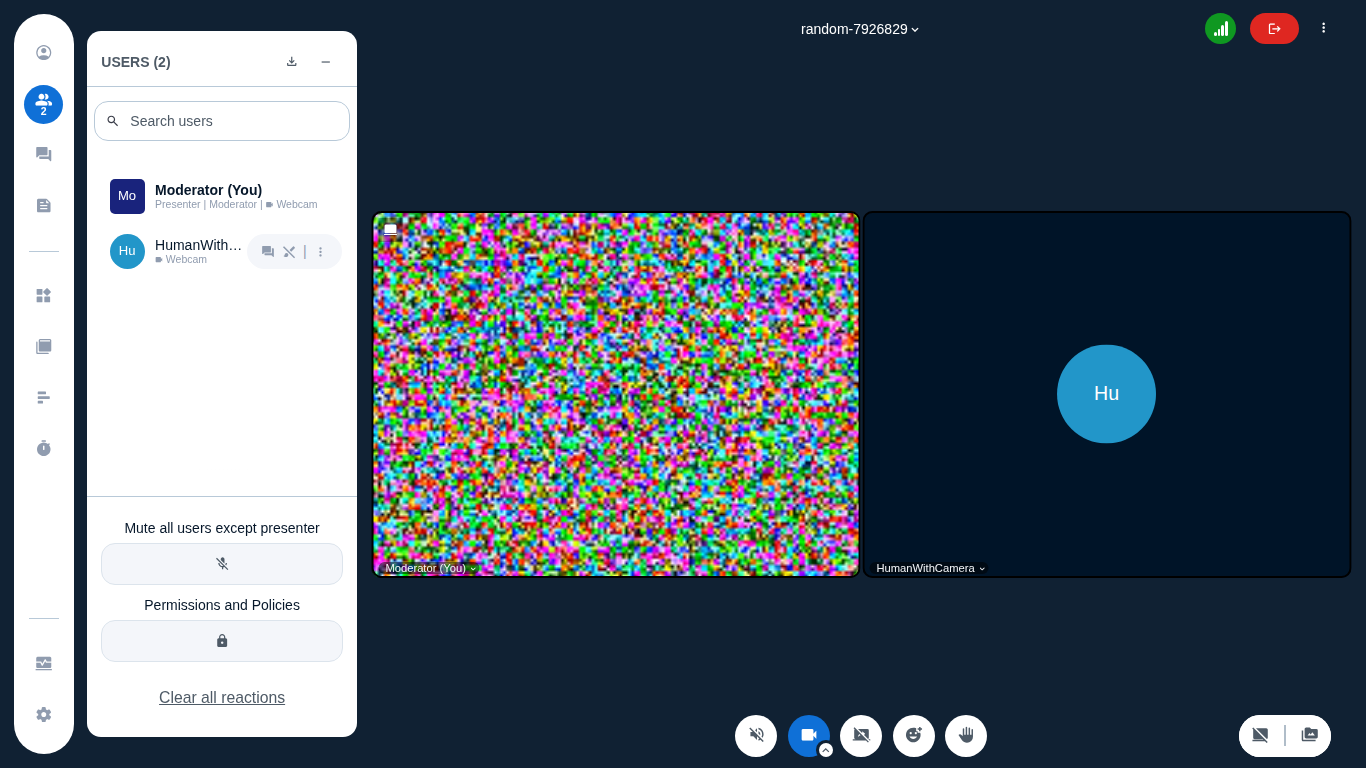 random-7926829
USERS (2)
2
Search users
Mo
Moderator (You)
Presenter | Moderator | Webcam
Hu
HumanWith…
Webcam
Hu
Moderator (You)
HumanWithCamera
Mute all users except presenter
Permissions and Policies
Clear all reactions